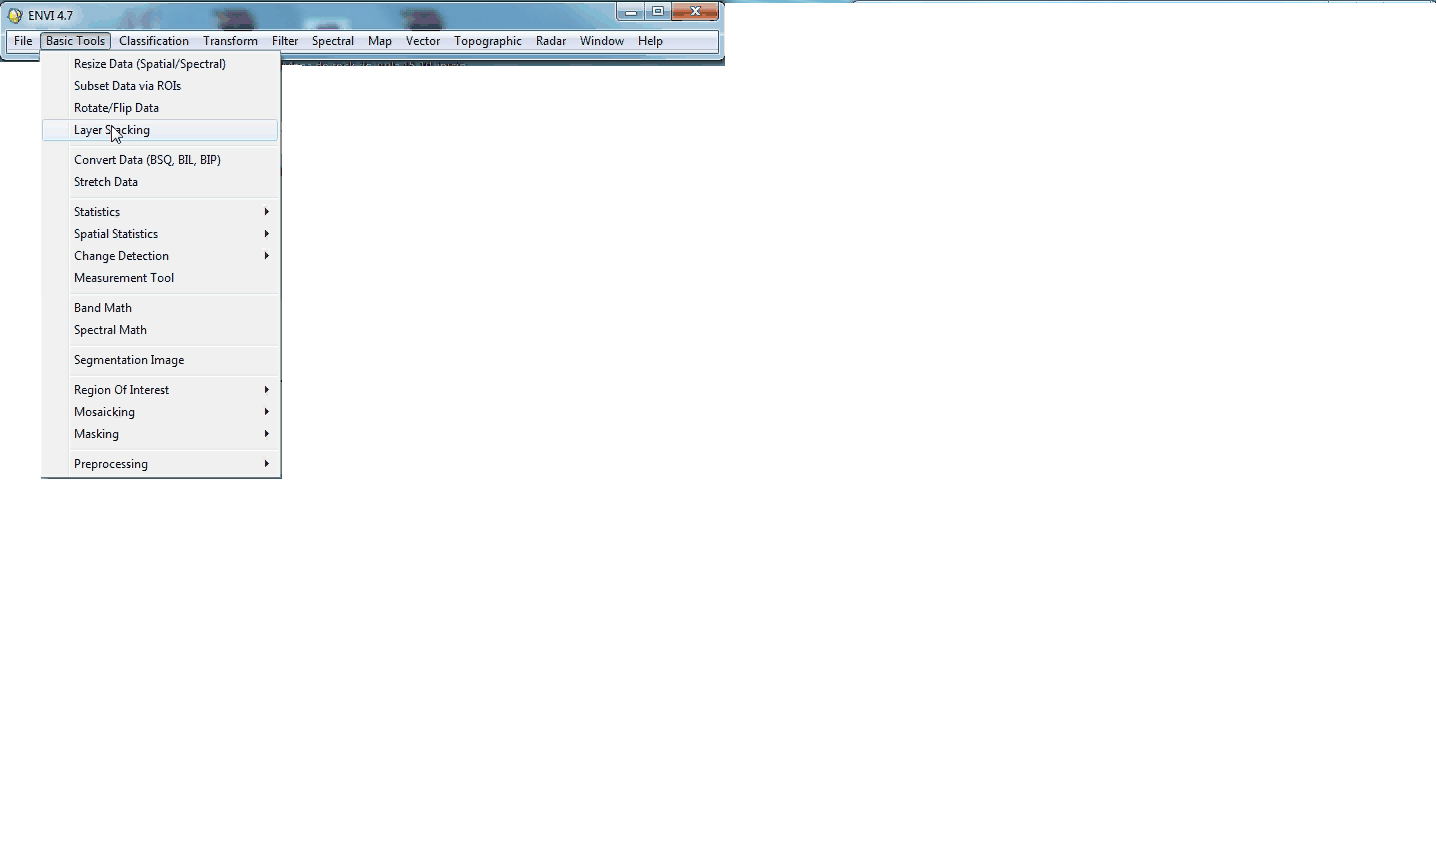 ENVI 4.7
File Basic Tools Classification Transform Filter Spectral Map Vector Topographic Radar Window Help
Resize Data (Spatial/Spectral)
Subset Data via ROIs
Rotate/Flip Data
Layer Stacking
Convert Data (BSQ, BIL, BIP)
Stretch Data
Statistics
Spatial Statistics
Change Detection
Measurement Tool
Band Math
Spectral Math
Segmentation Image
Region Of Interest
Mosaicking
Masking
Preprocessing